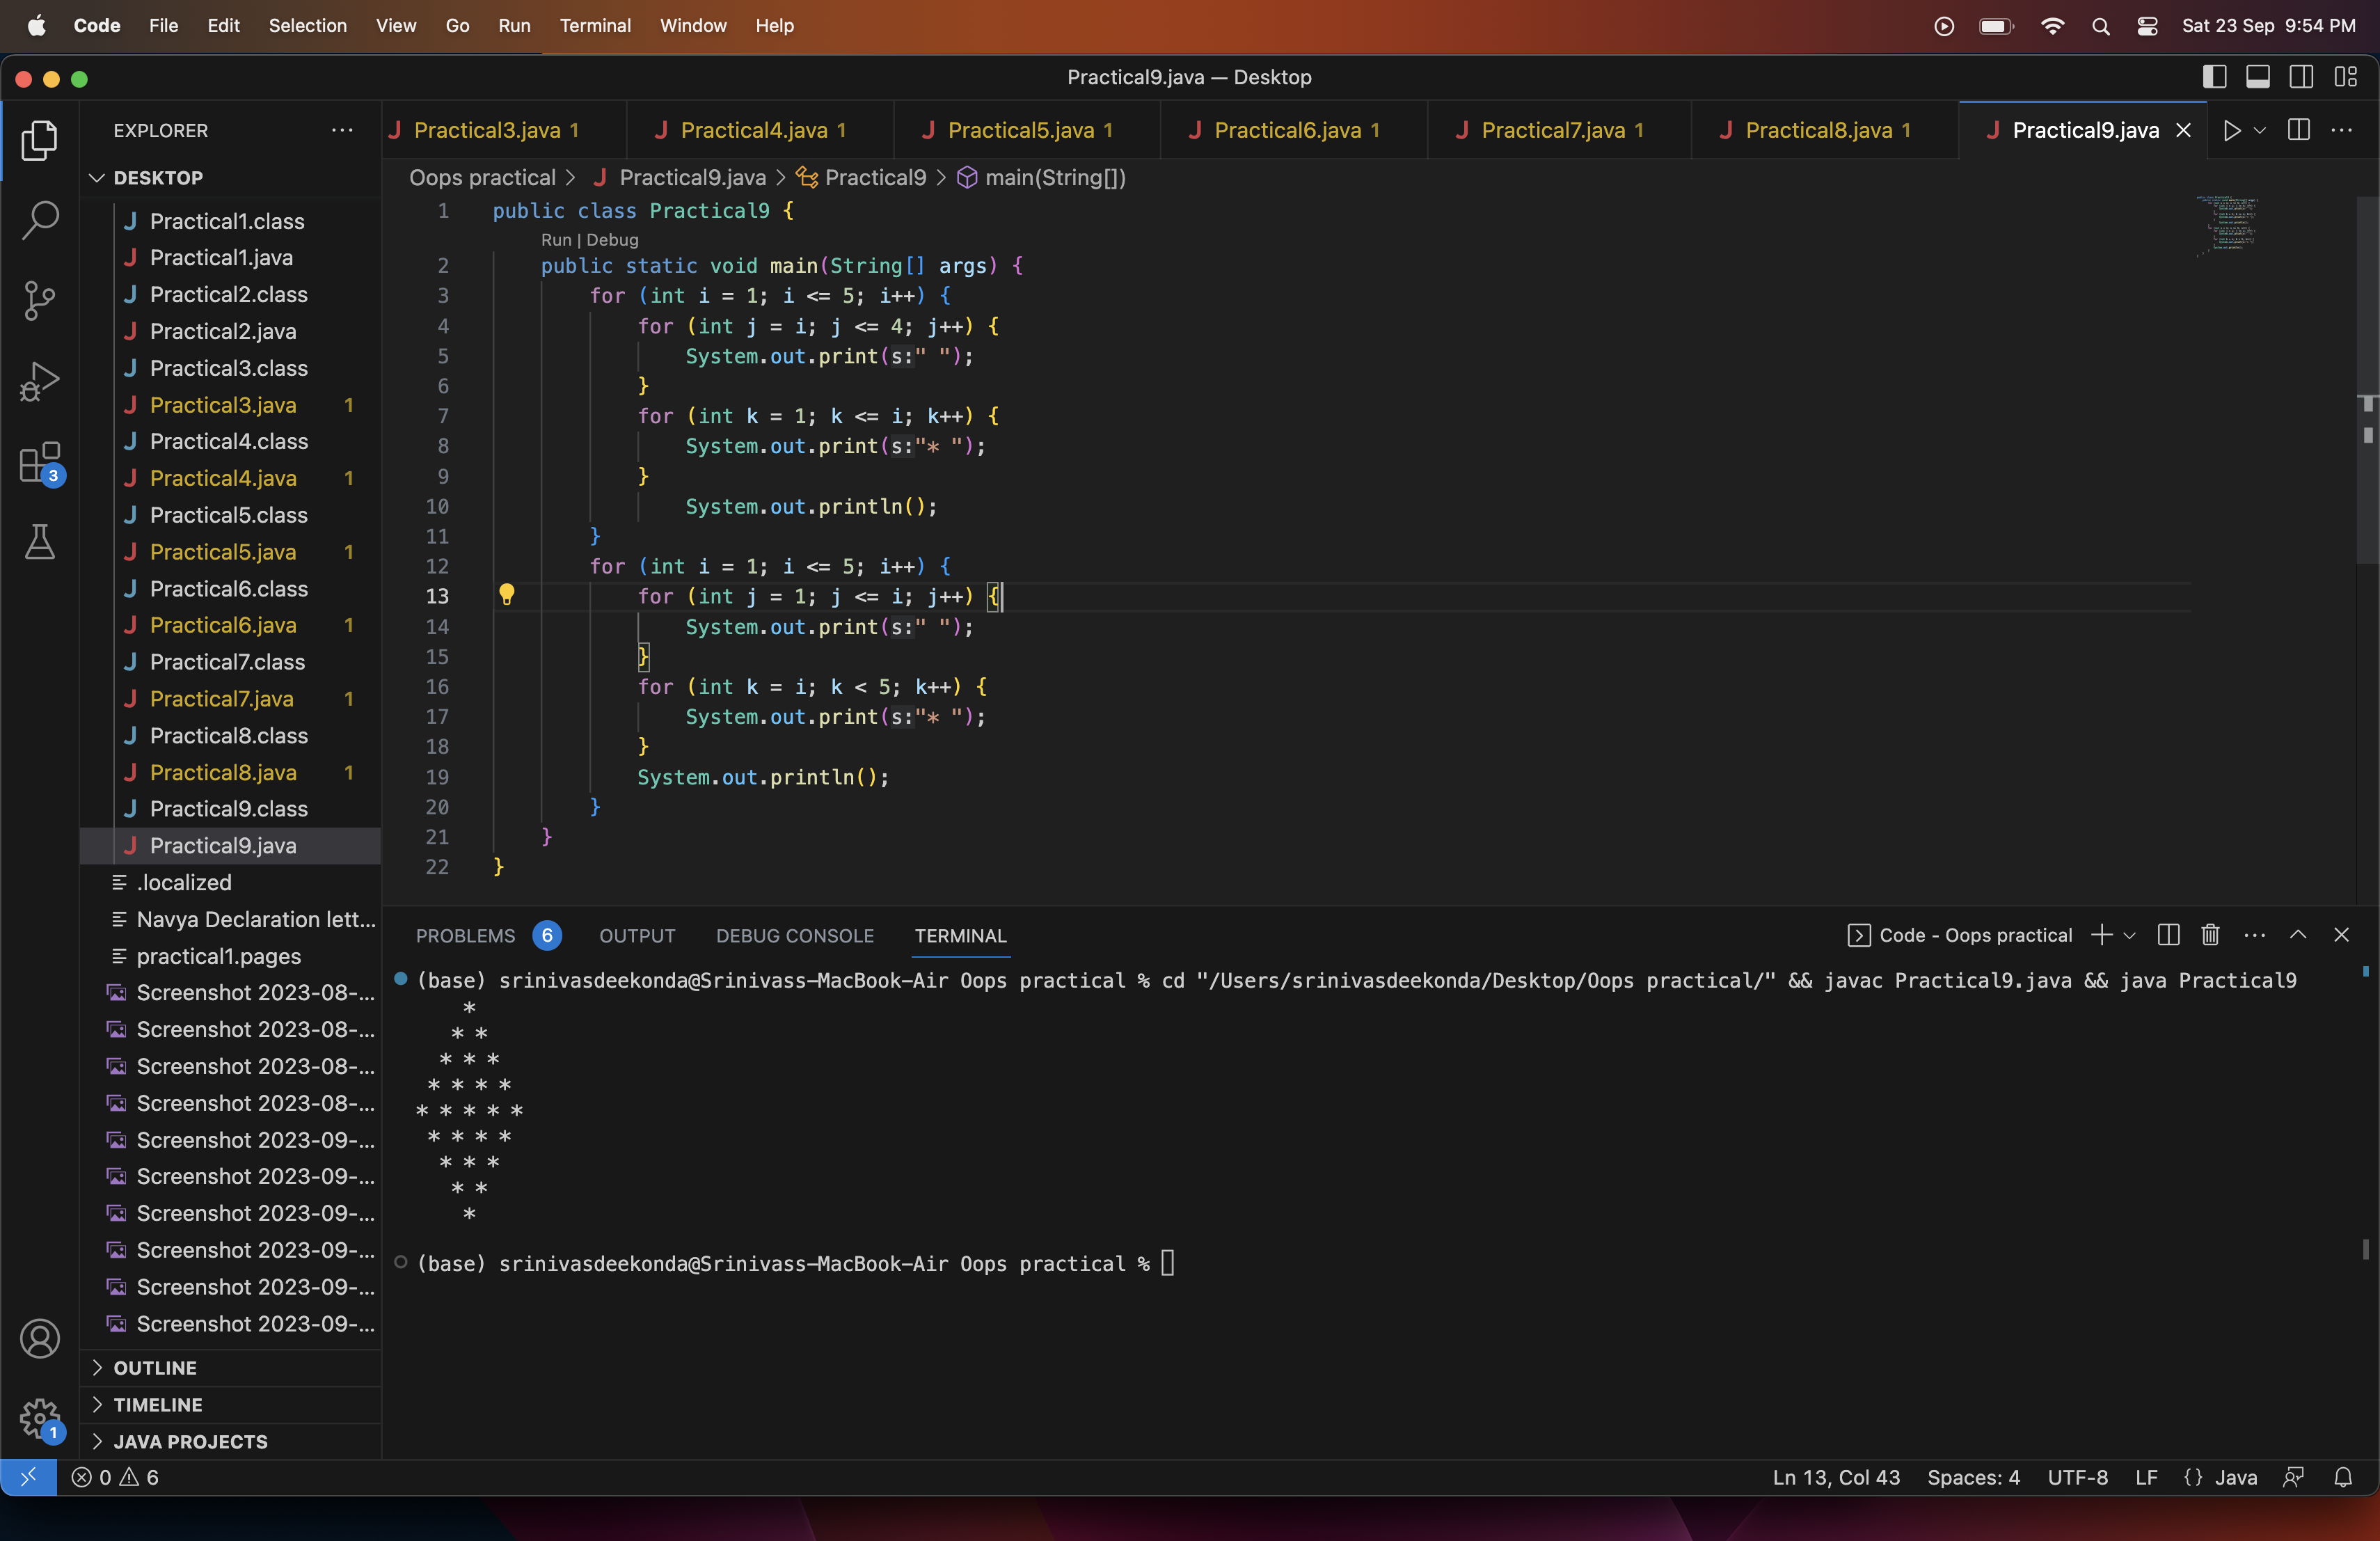 Code File Edit Selection View Go Run Terminal Window Help Sat 23 Sep 9:54 PM
Practical9.java — Desktop
EXPLORER
DESKTOP
Practical1.class
Practical1.java
Practical2.class
Practical2.java
Practical3.class
Practical3.java 1
Practical4.class
Practical4.java 1
Practical5.class
Practical5.java 1
Practical6.class
Practical6.java 1
Practical7.class
Practical7.java 1
Practical8.class
Practical8.java 1
Practical9.class
Practical9.java
.localized
Navya Declaration lett...
practical1.pages
Screenshot 2023-08-...
Screenshot 2023-08-...
Screenshot 2023-08-...
Screenshot 2023-08-...
Screenshot 2023-09-...
Screenshot 2023-09-...
Screenshot 2023-09-...
Screenshot 2023-09-...
Screenshot 2023-09-...
Screenshot 2023-09-...
OUTLINE
TIMELINE
JAVA PROJECTS
3
1
Practical3.java 1 Practical4.java 1 Practical5.java 1 Practical6.java 1 Practical7.java 1 Practical8.java 1 Practical9.java
Oops practical > Practical9.java > Practical9 > main(String[])
1 public class Practical9 {
Run | Debug
2 public static void main(String[] args) {
3 for (int i = 1; i <= 5; i++) {
4 for (int j = i; j <= 4; j++) {
5 System.out.print(s:" ");
6 }
7 for (int k = 1; k <= i; k++) {
8 System.out.print(s:"* ");
9 }
10 System.out.println();
11 }
12 for (int i = 1; i <= 5; i++) {
13 for (int j = 1; j <= i; j++) {
14 System.out.print(s:" ");
15 }
16 for (int k = i; k < 5; k++) {
17 System.out.print(s:"* ");
18 }
19 System.out.println();
20 }
21 }
22 }
PROBLEMS 6 OUTPUT DEBUG CONSOLE TERMINAL Code - Oops practical
(base) srinivasdeekonda@Srinivass-MacBook-Air Oops practical % cd "/Users/srinivasdeekonda/Desktop/Oops practical/" && javac Practical9.java && java Practical9
    *
   * *
  * * *
 * * * *
* * * * *
 * * * *
  * * *
   * *
    *
(base) srinivasdeekonda@Srinivass-MacBook-Air Oops practical %
0 6 Ln 13, Col 43 Spaces: 4 UTF-8 LF {} Java